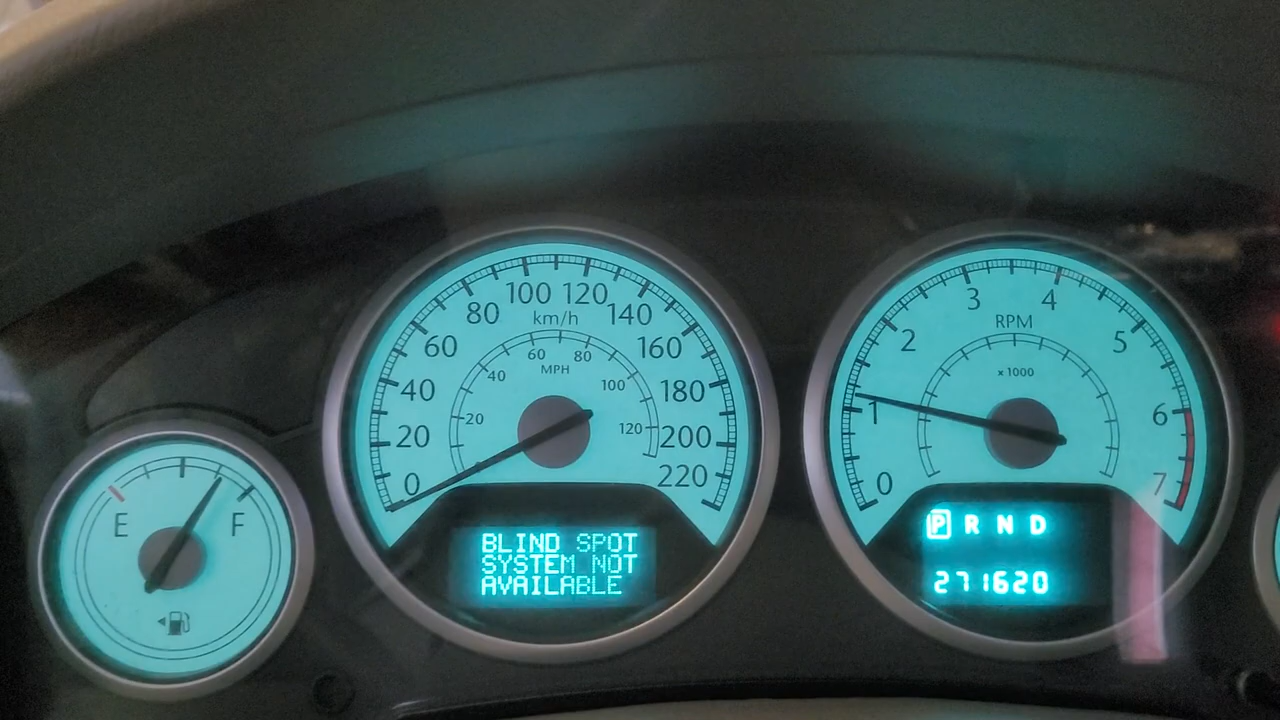 E F
0 20 40 60 80 100 120 140 160 180 200 220
km/h
20 40 60 80 100 120
MPH
BLIND SPOT
SYSTEM NOT
AVAILABLE
0 1 2 3 4 5 6 7
RPM
x 1000
P R N D
271620